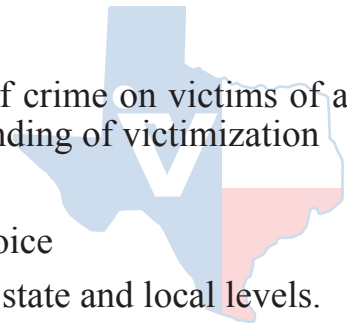 f crime on victims of a
nding of victimization
V
oice
state and local levels.